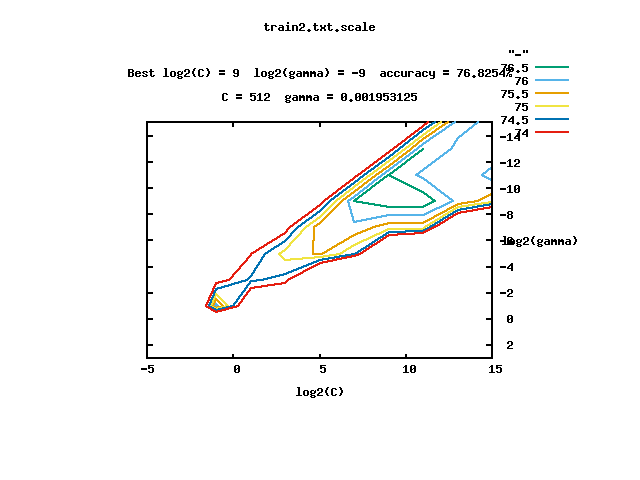 train2.txt.scale
"-"
Best log2(C) = 9 log2(gamma) = -9 accuracy = 76.8254%
C = 512 gamma = 0.001953125
76.5
76
75.5
75
74.5
74
-14
-12
-10
-8
-6
log2(gamma)
-4
-2
0
2
-5 0 5 10 15
log2(C)